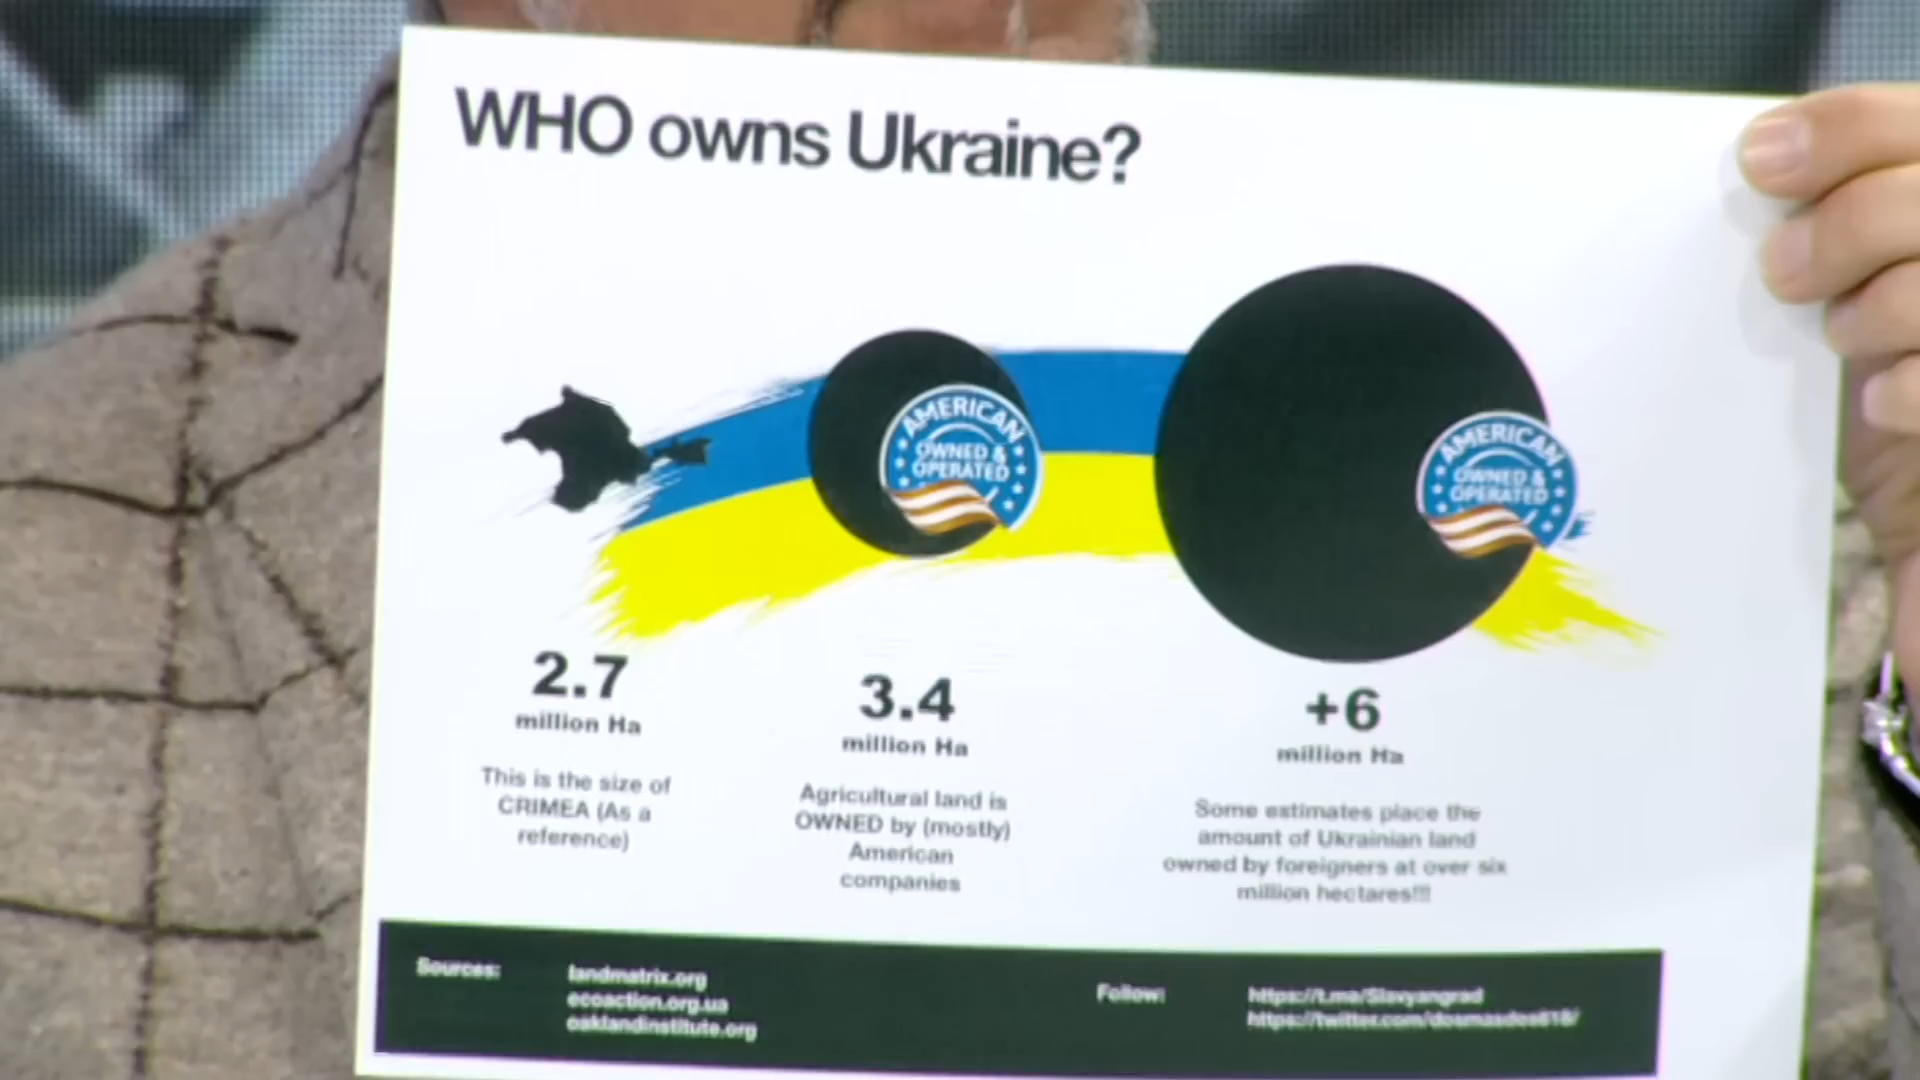 WHO owns Ukraine?
AMERICAN
OWNED &
OPERATED
AMERICAN
OWNED &
OPERATED
2.7
million Ha
This is the size of
CRIMEA (As a
reference)
3.4
million Ha
Agricultural land is
OWNED by (mostly)
American
companies
+6
million Ha
Some estimates place the
amount of Ukrainian land
owned by foreigners at over six
million hectares!!!
Sources:
landmatrix.org
ecoaction.org.ua
oaklandinstitute.org
Follow:
https://t.me/Slavyangrad